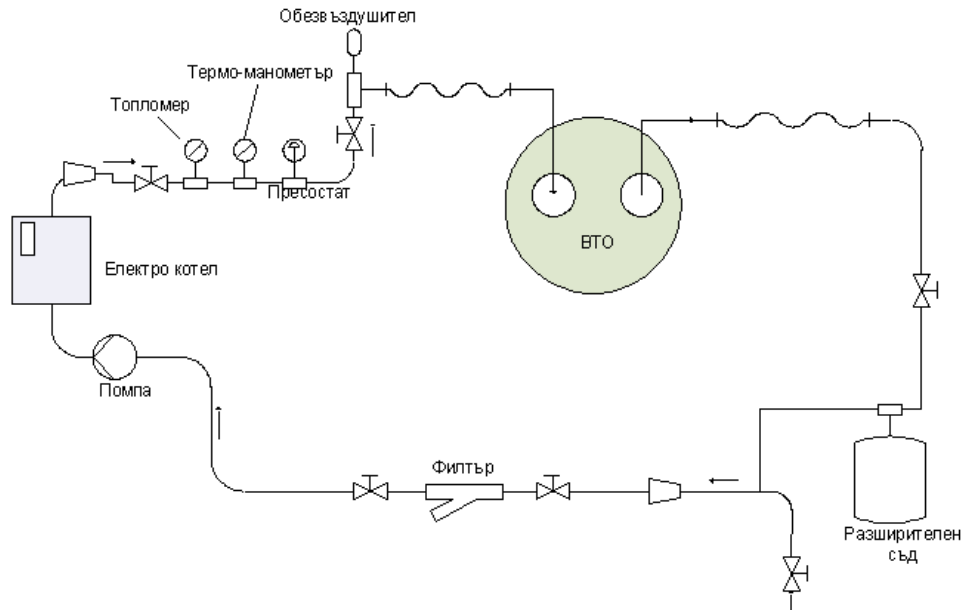 Обезвъздушител
Термо-манометър
Топломер
Пресостат
ВТО
Електро котел
Помпа
Филтър
Разширителен
съд